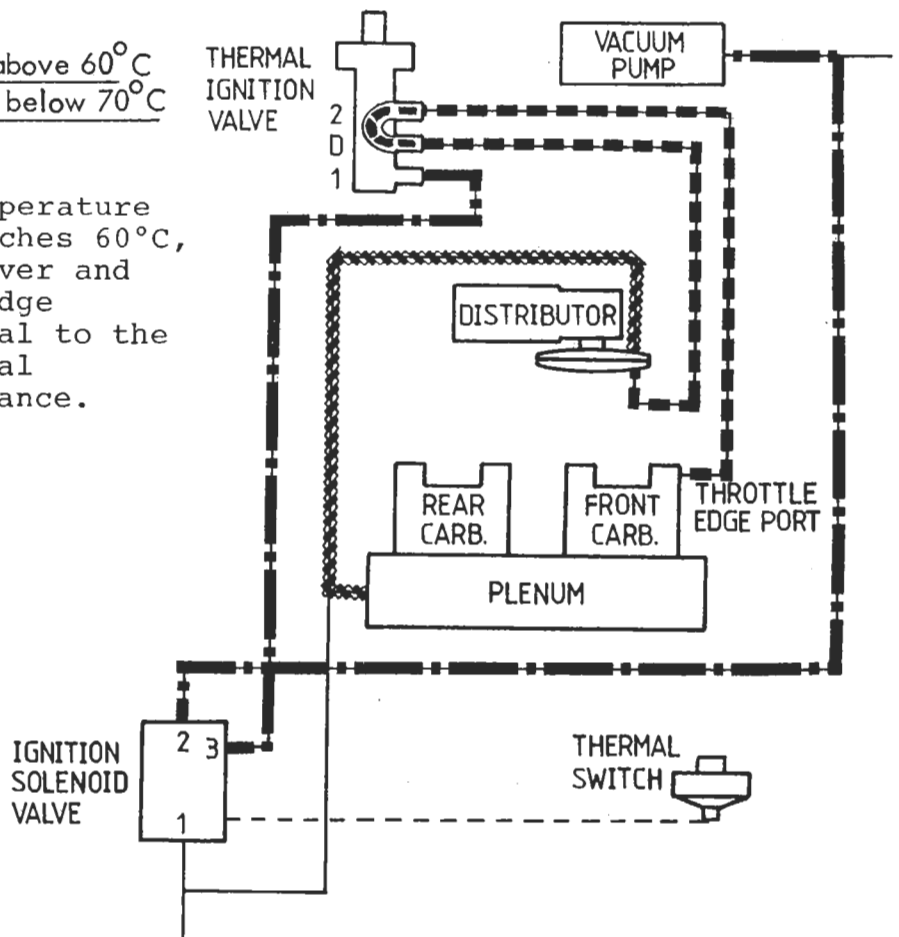 above 60°C
below 70°C
perature
ches 60°C,
ver and
dge
al to the
al
ance.
THERMAL
IGNITION
VALVE
2
D
1
VACUUM
PUMP
DISTRIBUTOR
REAR
CARB.
FRONT
CARB.
THROTTLE
EDGE PORT
PLENUM
IGNITION
SOLENOID
VALVE
2 3
1
THERMAL
SWITCH